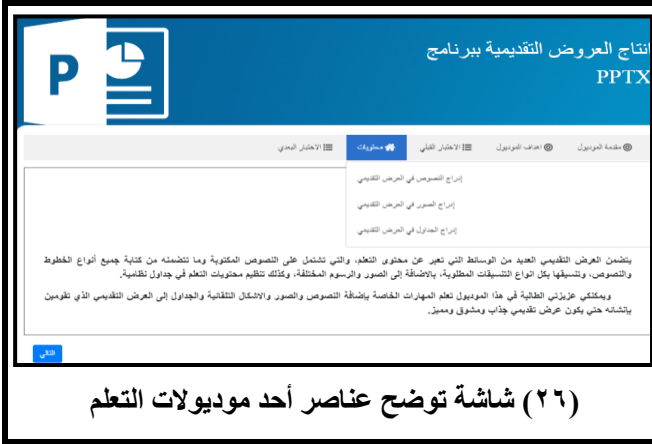 انتاج العروض التقديمية ببرنامج
PPTX
P
مقدمة الموديول
اهداف الموديول
الاختبار القبلي
محتويات
الاختبار البعدي
إدراج النصوص في العرض التقديمي
إدراج الصور في العرض التقديمي
إدراج الجداول في العرض التقديمي
يتضمن العرض التقديمي العديد من الوسائط التي تعبر عن محتوى التعلم، والتي تشتمل على النصوص المكتوبة وما تتضمنه من كتابة جميع أنواع الخطوط
والنصوص، وتنسيقها بكل انواع التنسيقات المطلوبة، بالاضافة إلى الصور والرسوم المختلفة، وكذلك تنظيم محتويات التعلم في جداول نظامية.
ويمكنكي عزيزتي الطالبة في هذا الموديول تعلم المهارات الخاصة بإضافة النصوص والصور والاشكال التلقائية والجداول إلى العرض التقديمي الذي تقومين
بإنشائه حتي يكون عرض تقديمي جذاب ومشوق ومميز.
التالي
(٢٦) شاشة توضح عناصر أحد موديولات التعلم